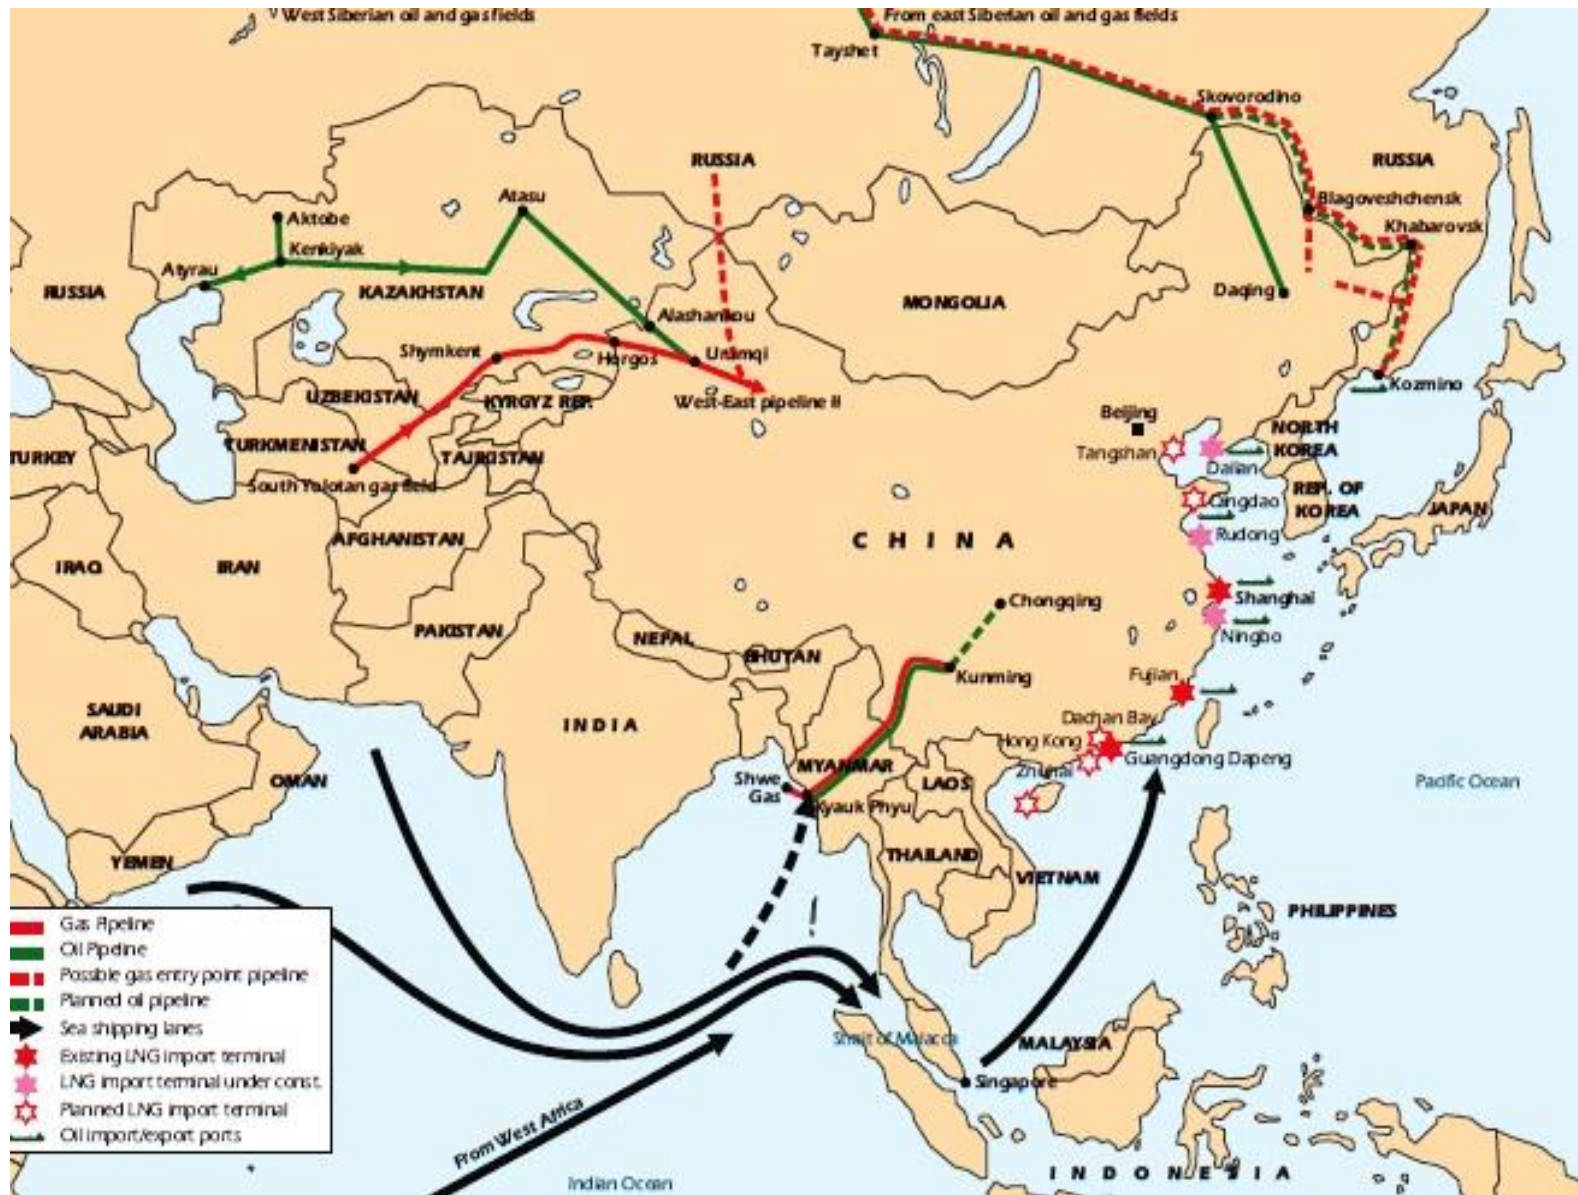 West Siberian oil and gas fields
From east Siberian oil and gas fields
Tayshet
Skovorodino
RUSSIA
RUSSIA
Blagoveshchensk
Khabarovsk
Aktobe
Atasu
Kenkiyak
Atyrau
RUSSIA
KAZAKHSTAN
MONGOLIA
Daqing
Alashankou
Shymkent
Horgos
Urumqi
Kozmino
UZBEKISTAN
KYRGYZ REP.
West-East pipeline II
Beijing
NORTH
KOREA
TURKEY
TURKMENISTAN
TAJIKISTAN
Tangshan
Dalian
South Yolotan gas field
REP. OF
KOREA
Qingdao
JAPAN
AFGHANISTAN
CHINA
Rudong
IRAQ
IRAN
Chongqing
Shanghai
PAKISTAN
NEPAL
BHUTAN
Ningbo
Kunming
Fujian
SAUDI
ARABIA
INDIA
Dachan Bay
Hong Kong
Guangdong Dapeng
MYANMAR
Zhuhai
OMAN
Shwe
Gas
LAOS
Pacific Ocean
Kyauk Phyu
YEMEN
THAILAND
VIETNAM
PHILIPPINES
Gas Pipeline
Oil Pipeline
Possible gas entry point pipeline
Planned oil pipeline
Sea shipping lanes
Existing LNG import terminal
LNG import terminal under const.
Planned LNG import terminal
Oil import/export ports
Strait of Malacca
MALAYSIA
Singapore
From West Africa
INDONESIA
Indian Ocean